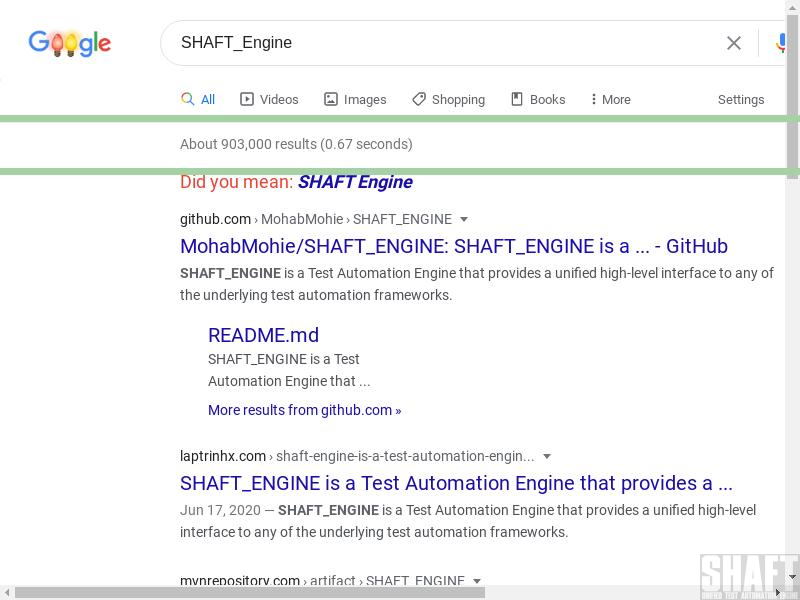 Google
SHAFT_Engine
All Videos Images Shopping Books More Settings
About 903,000 results (0.67 seconds)
Did you mean: SHAFT Engine
github.com › MohabMohie › SHAFT_ENGINE
MohabMohie/SHAFT_ENGINE: SHAFT_ENGINE is a ... - GitHub
SHAFT_ENGINE is a Test Automation Engine that provides a unified high-level interface to any of
the underlying test automation frameworks.
README.md
SHAFT_ENGINE is a Test
Automation Engine that ...
More results from github.com »
laptrinhx.com › shaft-engine-is-a-test-automation-engin...
SHAFT_ENGINE is a Test Automation Engine that provides a ...
Jun 17, 2020 — SHAFT_ENGINE is a Test Automation Engine that provides a unified high-level
interface to any of the underlying test automation frameworks.
mvnrepository.com › artifact › SHAFT_ENGINE
SHAFT
UNIFIED TEST AUTOMATION ENGINE